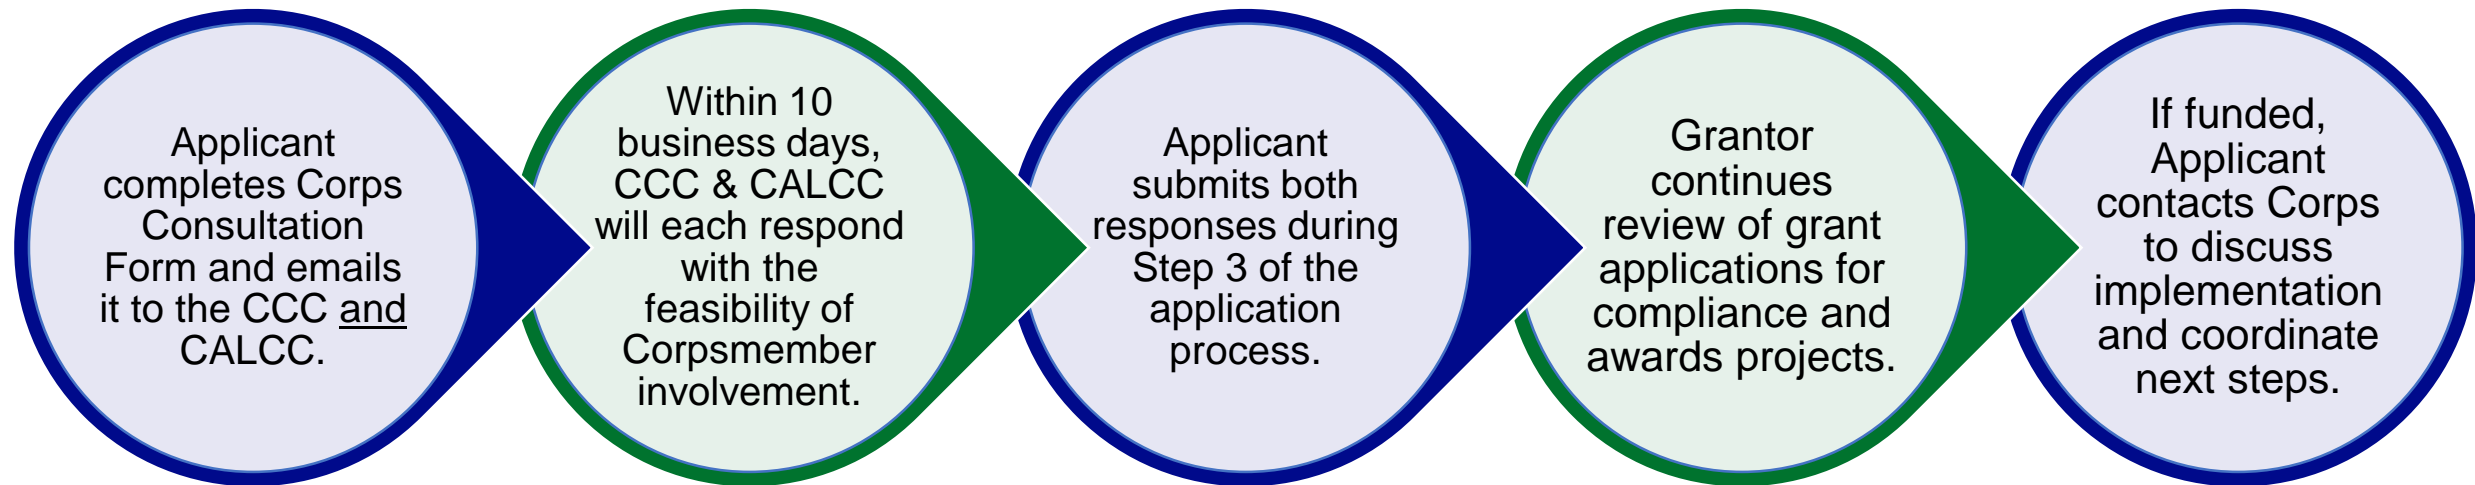 Applicant
completes Corps
Consultation
Form and emails
it to the CCC and
CALCC.
Within 10
business days,
CCC & CALCC
will each respond
with the
feasibility of
Corpsmember
involvement.
Applicant
submits both
responses during
Step 3 of the
application
process.
Grantor
continues
review of grant
applications for
compliance and
awards projects.
If funded,
Applicant
contacts Corps
to discuss
implementation
and coordinate
next steps.